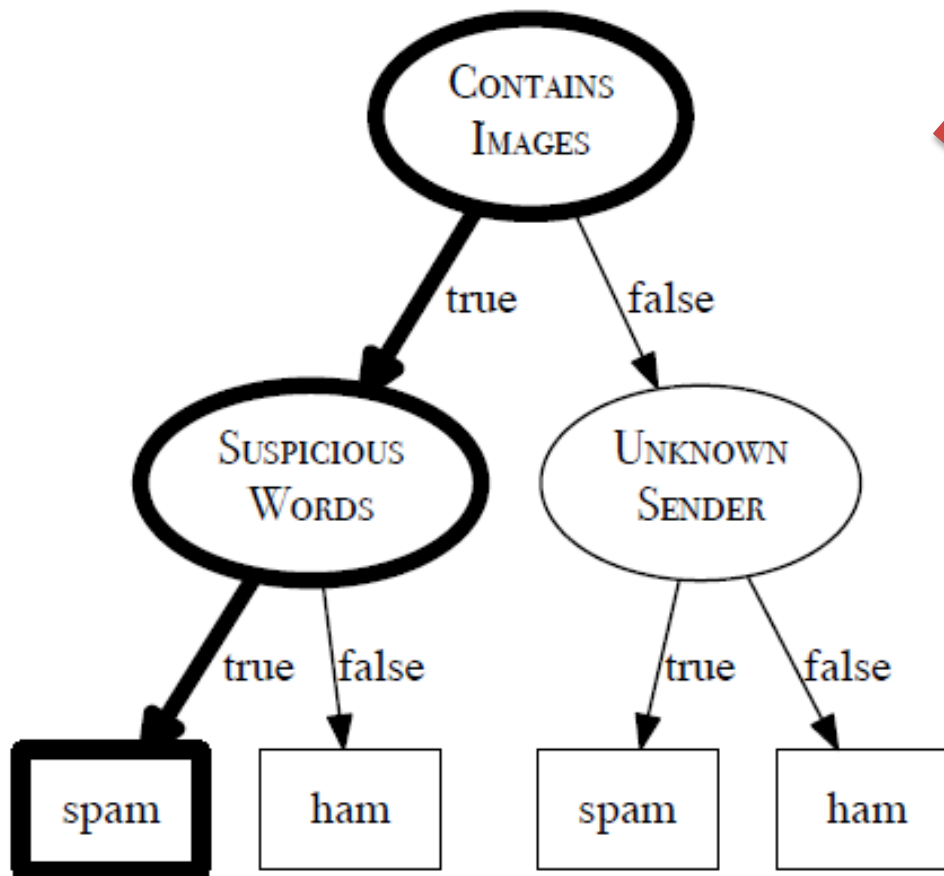 CONTAINS
IMAGES
true
false
SUSPICIOUS
WORDS
UNKNOWN
SENDER
true
false
true
false
spam
ham
spam
ham